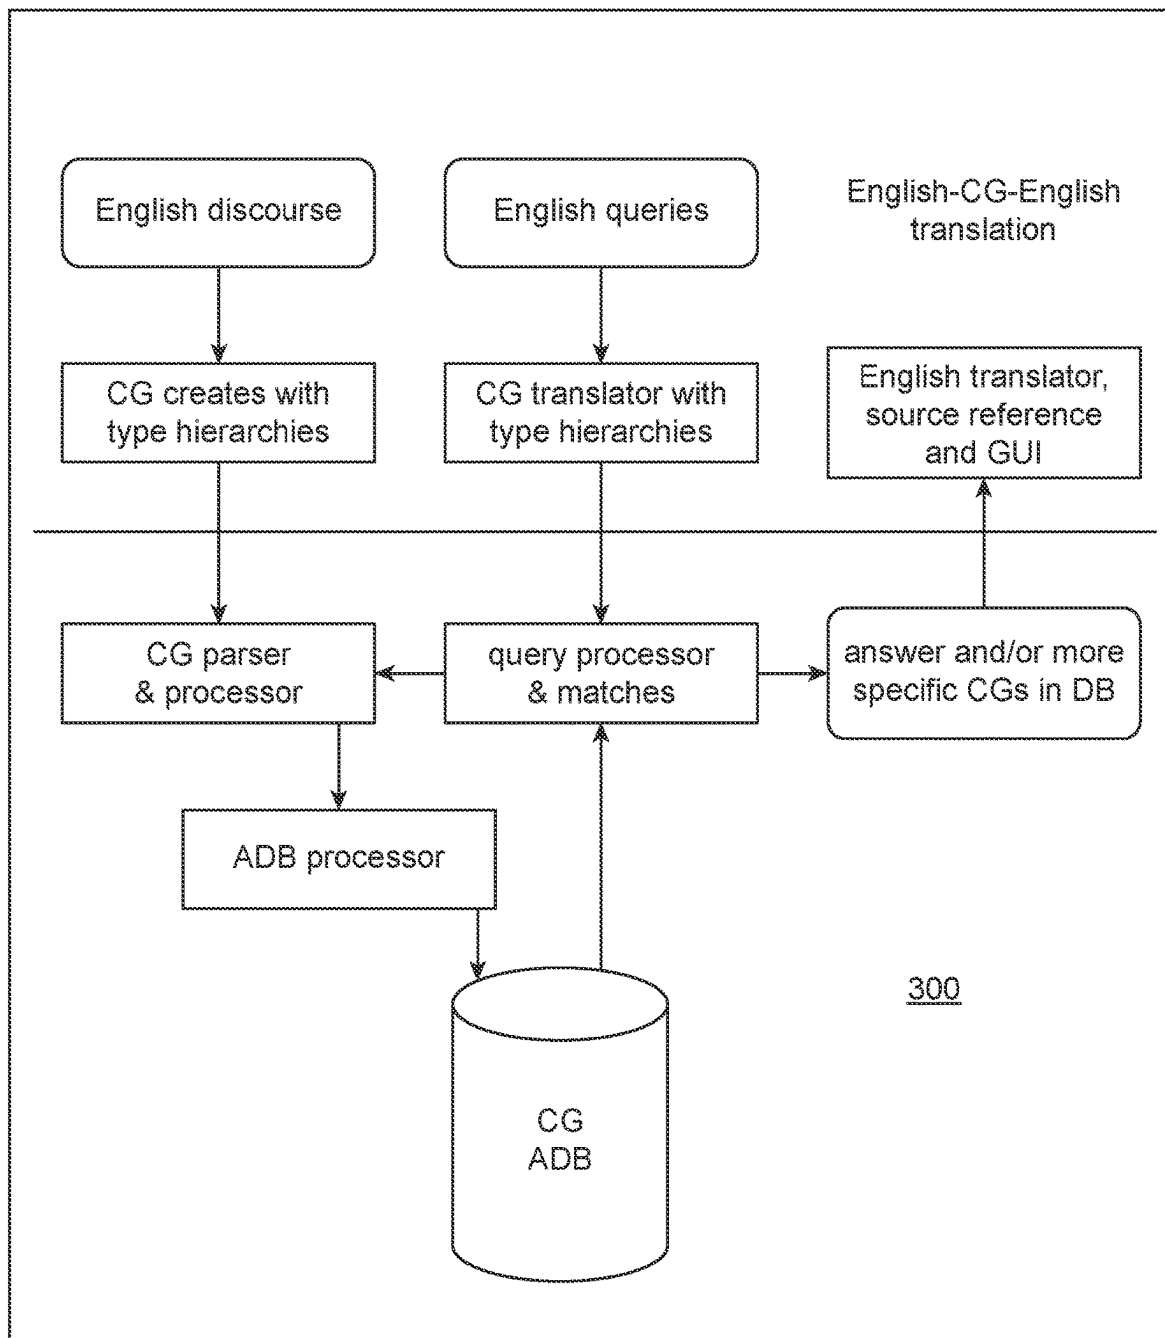 English discourse
English queries
English-CG-English
translation
CG creates with
type hierarchies
CG translator with
type hierarchies
English translator,
source reference
and GUI
CG parser
& processor
query processor
& matches
answer and/or more
specific CGs in DB
ADB processor
300
CG
ADB